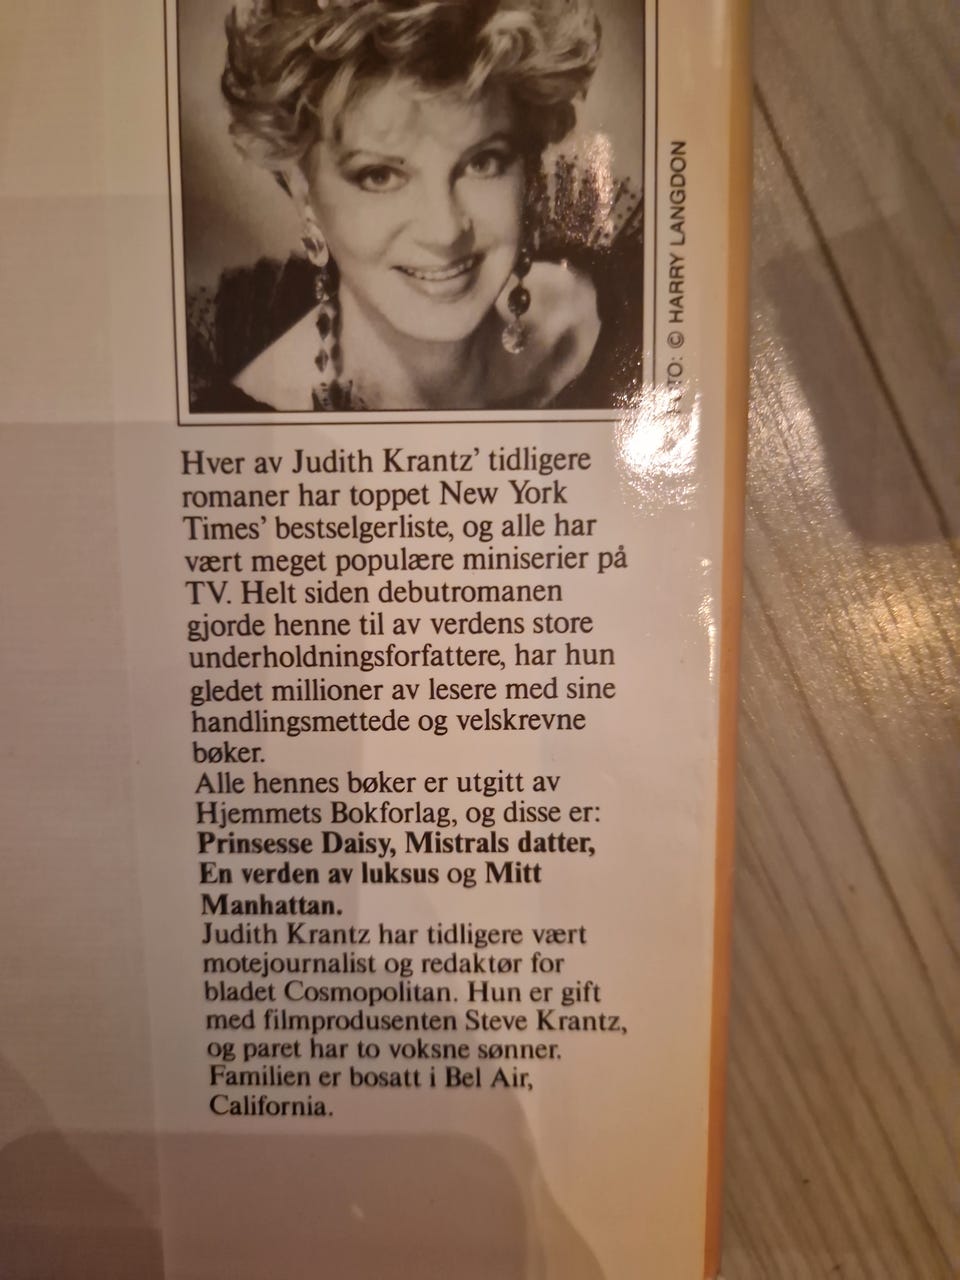 FOTO: © HARRY LANGDON
Hver av Judith Krantz’ tidligere
romaner har toppet New York
Times’ bestselgerliste, og alle har
vært meget populære miniserier på
TV. Helt siden debutromanen
gjorde henne til av verdens store
underholdningsforfattere, har hun
gledet millioner av lesere med sine
handlingsmettede og velskrevne
bøker.
Alle hennes bøker er utgitt av
Hjemmets Bokforlag, og disse er:
Prinsesse Daisy, Mistrals datter,
En verden av luksus og Mitt
Manhattan.
Judith Krantz har tidligere vært
motejournalist og redaktør for
bladet Cosmopolitan. Hun er gift
med filmprodusenten Steve Krantz,
og paret har to voksne sønner.
Familien er bosatt i Bel Air,
California.